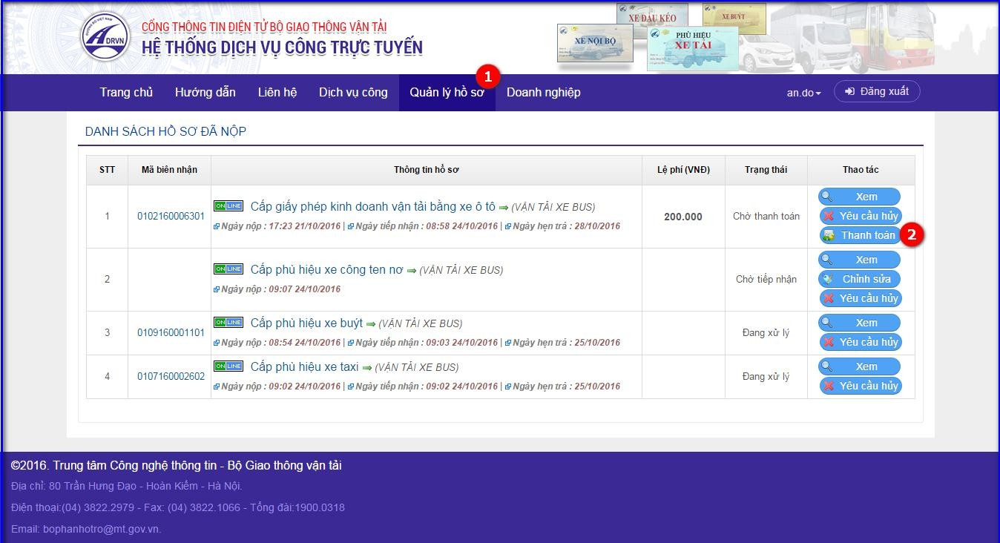 ĐƯỜNG BỘ VIỆT NAM
DRVN
CỔNG THÔNG TIN ĐIỆN TỬ BỘ GIAO THÔNG VẬN TẢI
HỆ THỐNG DỊCH VỤ CÔNG TRỰC TUYẾN
XE ĐẦU KÉO
XE BUÝT
XE NỘI BỘ
PHÙ HIỆU
XE TẢI
1
Trang chủ Hướng dẫn Liên hệ Dịch vụ công Quản lý hồ sơ Doanh nghiệp an.do Đăng xuất
DANH SÁCH HỒ SƠ ĐÃ NỘP
STT Mã biên nhận Thông tin hồ sơ Lệ phí (VNĐ) Trạng thái Thao tác
ON LINE Cấp giấy phép kinh doanh vận tải bằng xe ô tô (VẬN TẢI XE BUS) Xem
1 0102160006301 200.000 Chờ thanh toán Yêu cầu hủy
Ngày nộp : 17:23 21/10/2016 | Ngày tiếp nhận : 08:58 24/10/2016 | Ngày hẹn trả : 28/10/2016
Thanh toán 2
ON LINE Cấp phù hiệu xe công ten nơ (VẬN TẢI XE BUS) Xem
2 Chờ tiếp nhận Chỉnh sửa
Ngày nộp : 09:07 24/10/2016 Yêu cầu hủy
ON LINE Cấp phù hiệu xe buýt (VẬN TẢI XE BUS) Xem
3 0109160001101 Đang xử lý
Ngày nộp : 08:54 24/10/2016 | Ngày tiếp nhận : 09:03 24/10/2016 | Ngày hẹn trả : 25/10/2016 Yêu cầu hủy
ON LINE Cấp phù hiệu xe taxi (VẬN TẢI XE BUS) Xem
4 0107160002602 Đang xử lý
Ngày nộp : 09:02 24/10/2016 | Ngày tiếp nhận : 09:02 24/10/2016 | Ngày hẹn trả : 25/10/2016 Yêu cầu hủy
©2016. Trung tâm Công nghệ thông tin - Bộ Giao thông vận tải
Địa chỉ: 80 Trần Hưng Đạo - Hoàn Kiếm - Hà Nội.
Điện thoại:(04) 3822.2979 - Fax: (04) 3822.1066 - Tổng đài:1900.0318
Email: bophanhotro@mt.gov.vn.